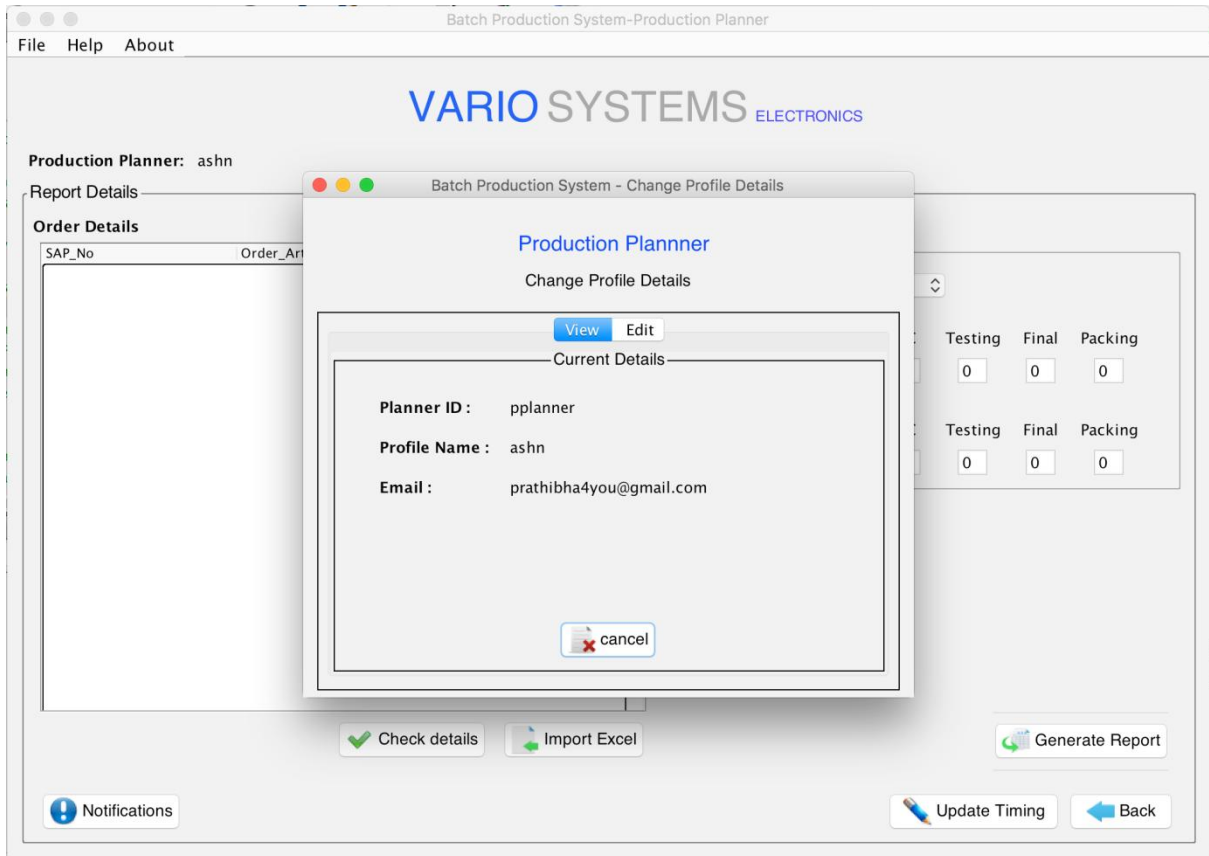 Batch Production System-Production Planner
File Help About
VARIO SYSTEMS ELECTRONICS
Production Planner: ashn
Report Details
Order Details
SAP_No Order_Art
Batch Production System - Change Profile Details
Production Plannner
Change Profile Details
View Edit
Current Details
Planner ID : pplanner
Profile Name : ashn
Email : prathibha4you@gmail.com
cancel
Testing Final Packing
0 0 0
Testing Final Packing
0 0 0
Check details Import Excel Generate Report
Notifications Update Timing Back